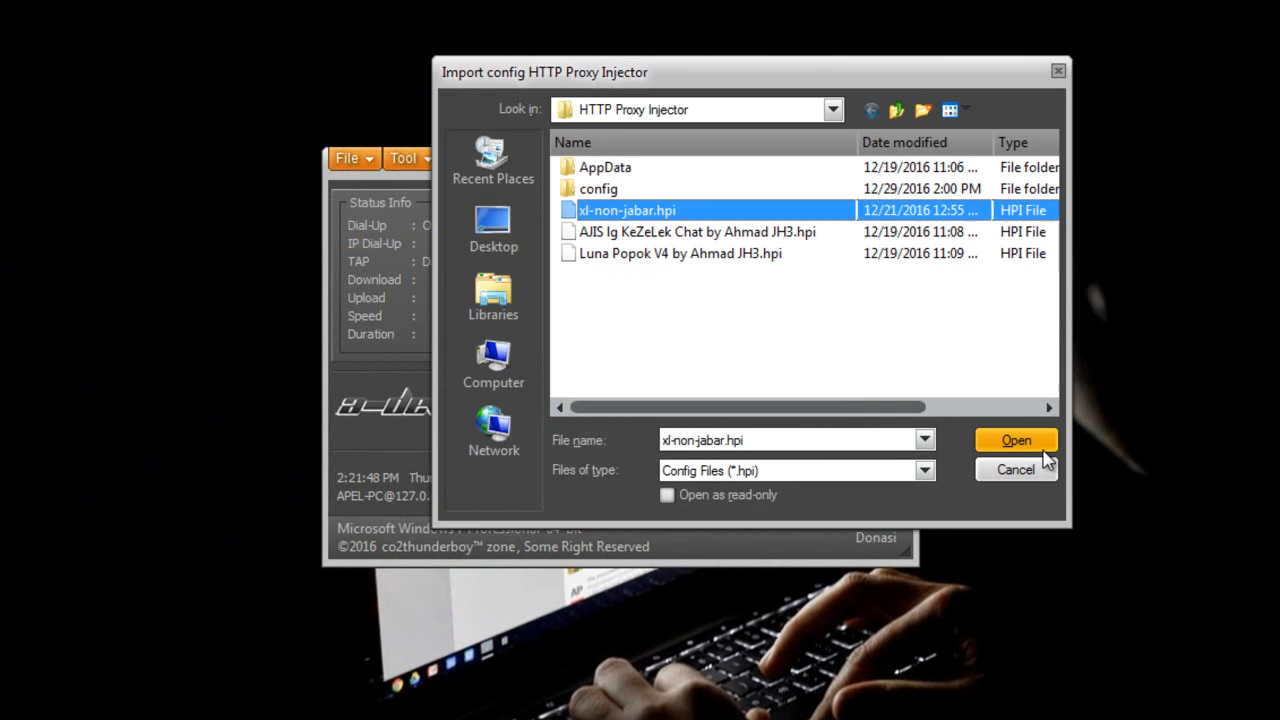 Import config HTTP Proxy Injector
Look in: HTTP Proxy Injector
Name Date modified Type
AppData 12/19/2016 11:06 ... File folder
config 12/29/2016 2:00 PM File folder
xl-non-jabar.hpi 12/21/2016 12:55 ... HPI File
AJIS Ig KeZeLek Chat by Ahmad JH3.hpi 12/19/2016 11:08 ... HPI File
Luna Popok V4 by Ahmad JH3.hpi 12/19/2016 11:09 ... HPI File
Recent Places
Desktop
Libraries
Computer
Network
File name: xl-non-jabar.hpi Open
Files of type: Config Files (*.hpi) Cancel
Open as read-only
File Tool
Status Info
Dial-Up :
IP Dial-Up :
TAP : D
Download :
Upload :
Speed :
Duration :
2:21:48 PM Thu
APEL-PC@127.0.
Microsoft Windows 7 Professional 64-bit
©2016 co2thunderboy™ zone, Some Right Reserved
Donasi
AP